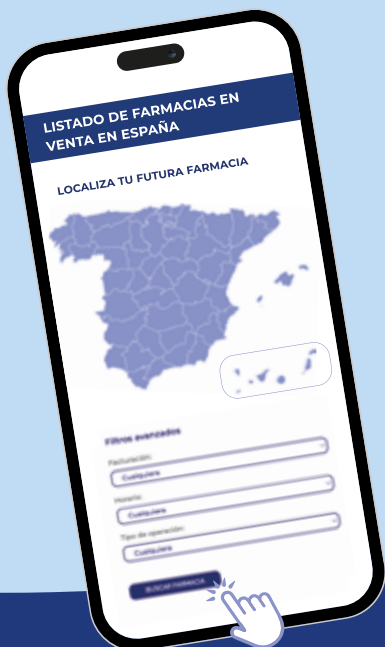 LISTADO DE FARMACIAS EN
VENTA EN ESPAÑA
LOCALIZA TU FUTURA FARMACIA
Filtros avanzados
Facturación:
Cualquiera
Horario:
Cualquiera
Tipo de operación:
Cualquiera
BUSCAR FARMACIA